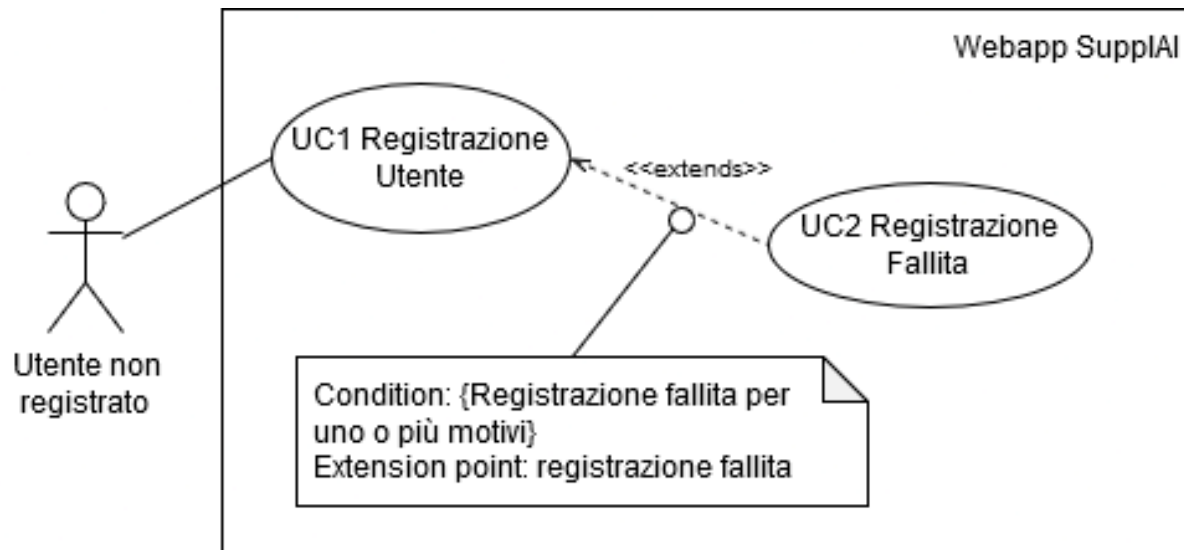 Webapp SupplAI
UC1 Registrazione
Utente
<<extends>>
UC2 Registrazione
Fallita
Utente non
registrato
Condition: {Registrazione fallita per
uno o più motivi}
Extension point: registrazione fallita